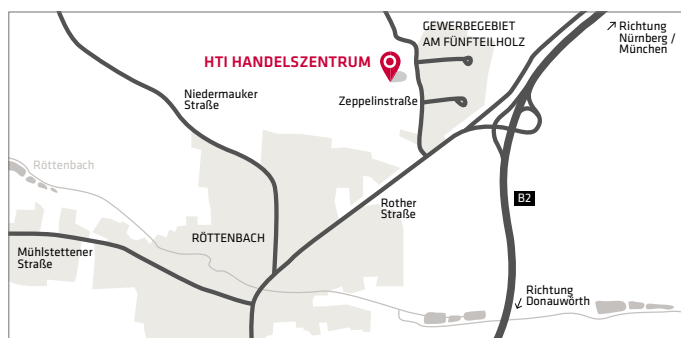 GEWERBEGEBIET
AM FÜNFTEILHOLZ
↗ Richtung
Nürnberg /
München
HTI HANDELSZENTRUM
Niedermauker
Straße
Zeppelinstraße
Röttenbach
B2
Rother
Straße
RÖTTENBACH
Mühlstettener
Straße
Richtung
Donauwörth